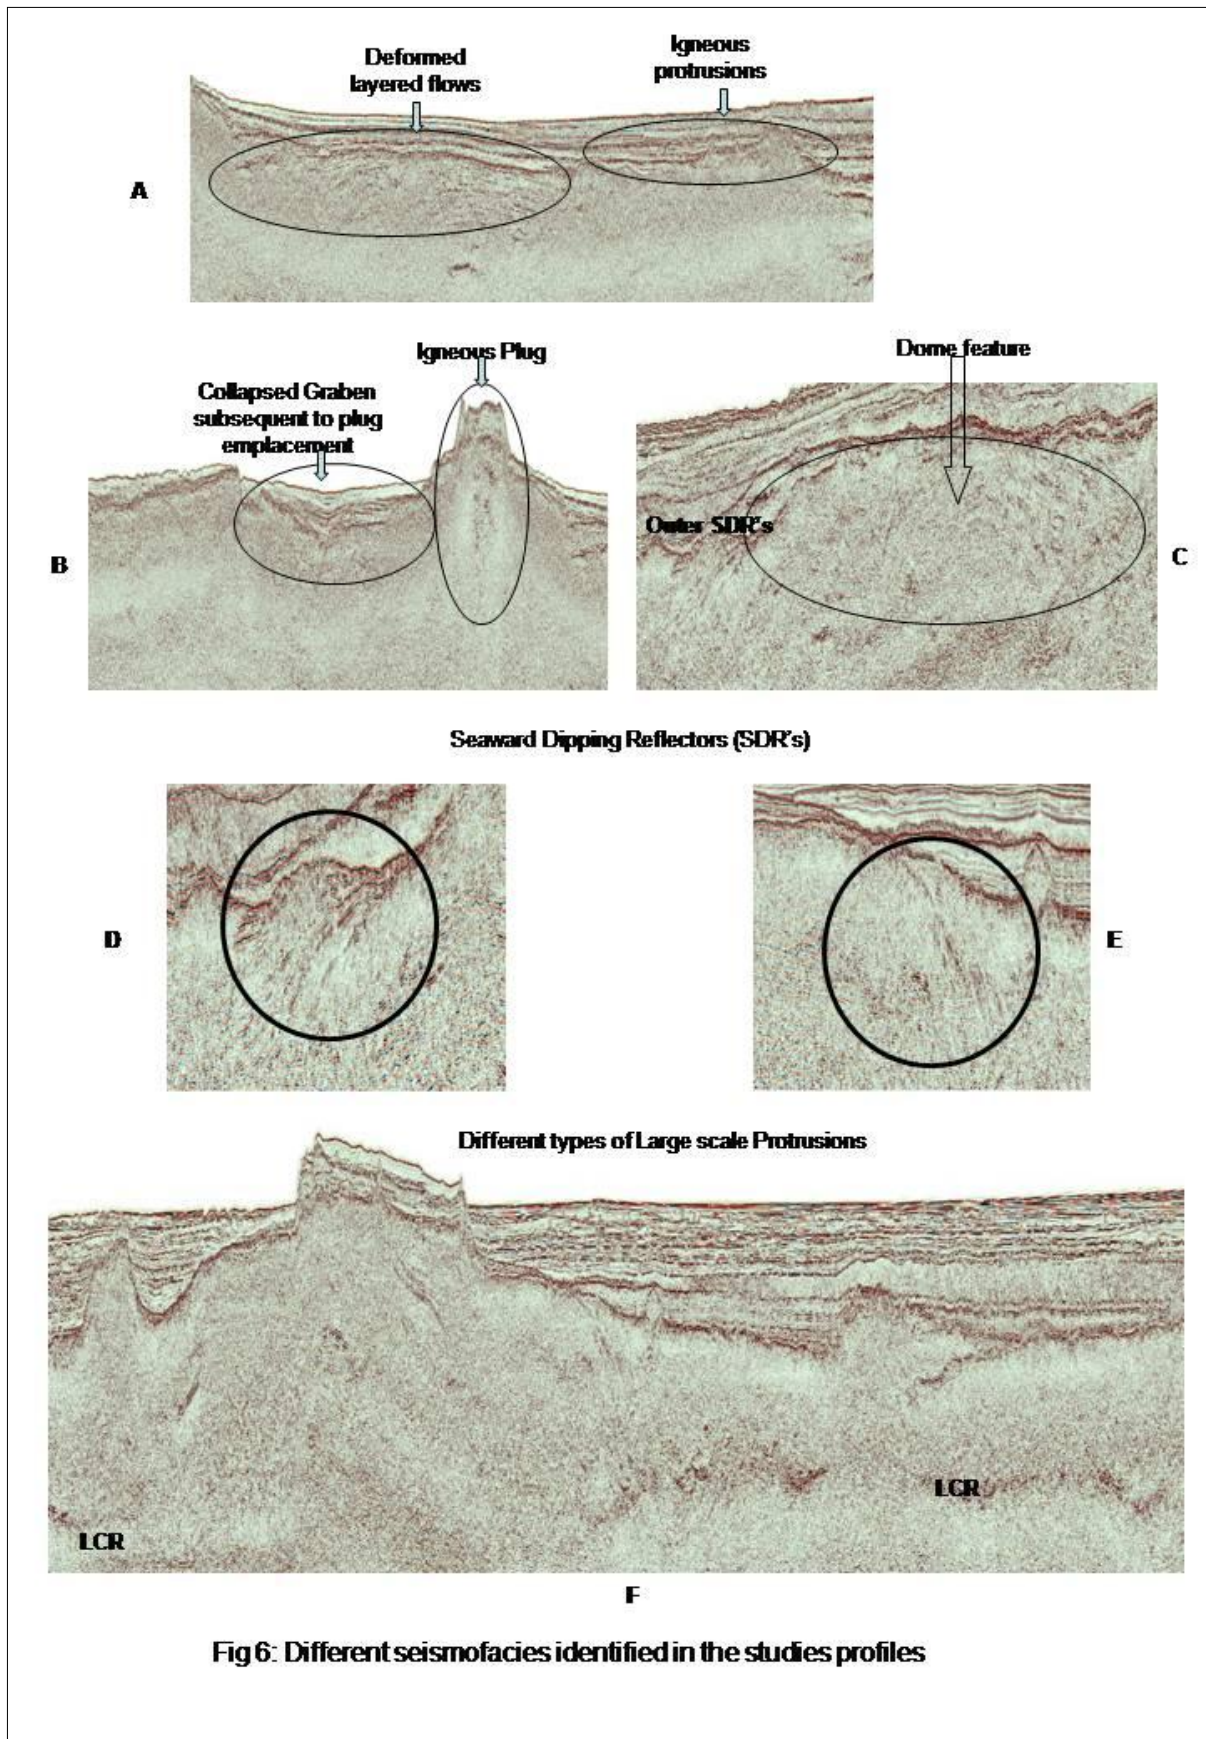 Deformed
layered flows
Igneous
protrusions
A
Igneous Plug
Collapsed Graben
subsequent to plug
emplacement
B
Dome feature
Outer SDR's
C
Seaward Dipping Reflectors (SDR's)
D
E
Different types of Large scale Protrusions
LCR
LCR
F
Fig 6: Different seismofacies identified in the studies profiles